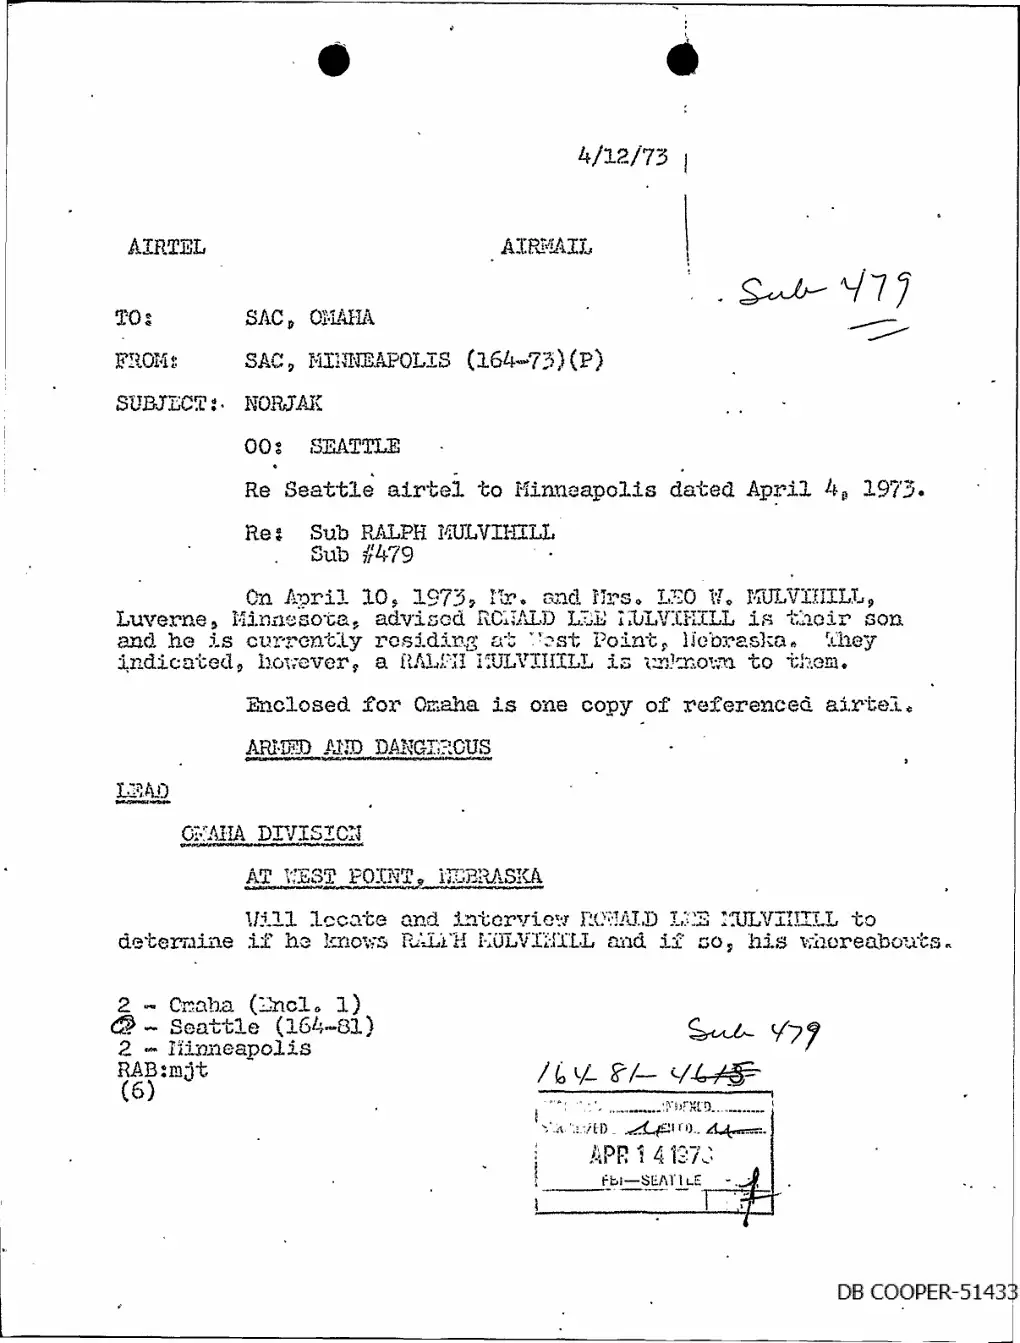 4/12/73
AIRTEL AIRMAIL
Sub 479
TO: SAC, OMAHA
FROM: SAC, MINNEAPOLIS (164-73)(P)
SUBJECT: NORJAK
OO: SEATTLE
Re Seattle airtel to Minneapolis dated April 4, 1973.
Re: Sub RALPH MULVIHILL
Sub #479
On April 10, 1973, Mr. and Mrs. LEO W. MULVIHILL,
Luverne, Minnesota, advised RONALD LEE MULVIHILL is their son
and he is currently residing at West Point, Nebraska. They
indicated, however, a RALPH MULVIHILL is unknown to them.
Enclosed for Omaha is one copy of referenced airtel.
ARMED AND DANGEROUS
LEAD
OMAHA DIVISION
AT WEST POINT, NEBRASKA
Will locate and interview RONALD LEE MULVIHILL to
determine if he knows RALPH MULVIHILL and if so, his whereabouts.
2 - Omaha (Encl. 1)
2 - Seattle (164-81)
2 - Minneapolis
RAB:mjt
(6)
Sub 479
164-81-4615
INDEXED
APR 14 1973
FBI—SEATTLE
DB COOPER-51433